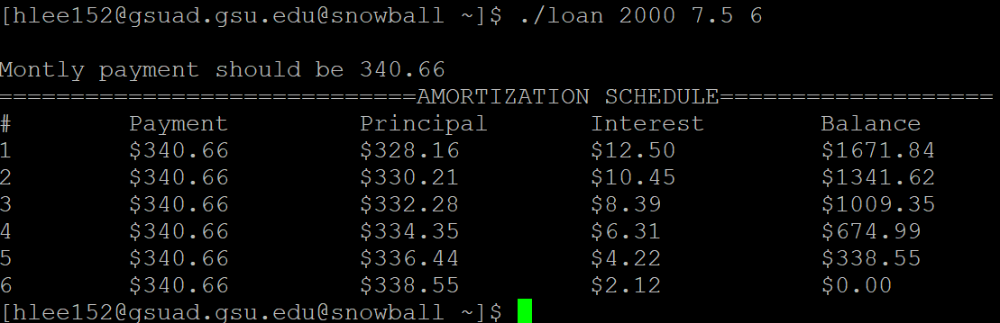 [hlee152@gsuad.gsu.edu@snowball ~]$ ./loan 2000 7.5 6
Montly payment should be 340.66
=============================AMORTIZATION SCHEDULE===================
# Payment Principal Interest Balance
1 $340.66 $328.16 $12.50 $1671.84
2 $340.66 $330.21 $10.45 $1341.62
3 $340.66 $332.28 $8.39 $1009.35
4 $340.66 $334.35 $6.31 $674.99
5 $340.66 $336.44 $4.22 $338.55
6 $340.66 $338.55 $2.12 $0.00
[hlee152@gsuad.gsu.edu@snowball ~]$